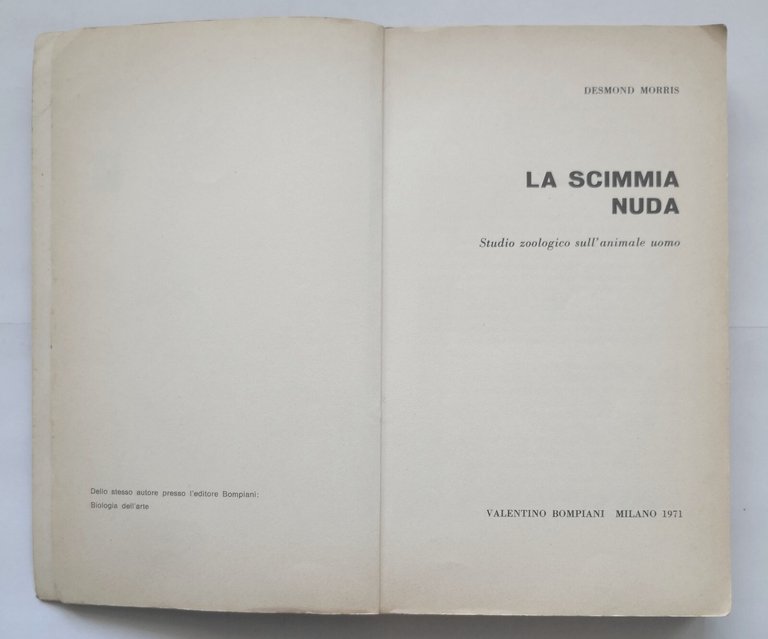 Dello stesso autore presso l'editore Bompiani:
Biologia dell'arte
DESMOND MORRIS
LA SCIMMIA
NUDA
Studio zoologico sull'animale uomo
VALENTINO BOMPIANI MILANO 1971